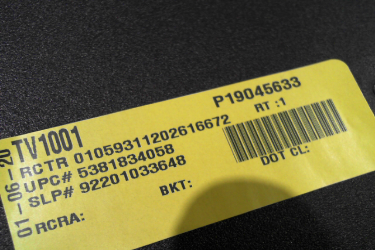 P19045633
RT :1
TV1001
RCTR 01059311202616672
UPC# 5381834058
SLP# 92201033648
BKT:
DOT CL:
RCRA:
01-06-20